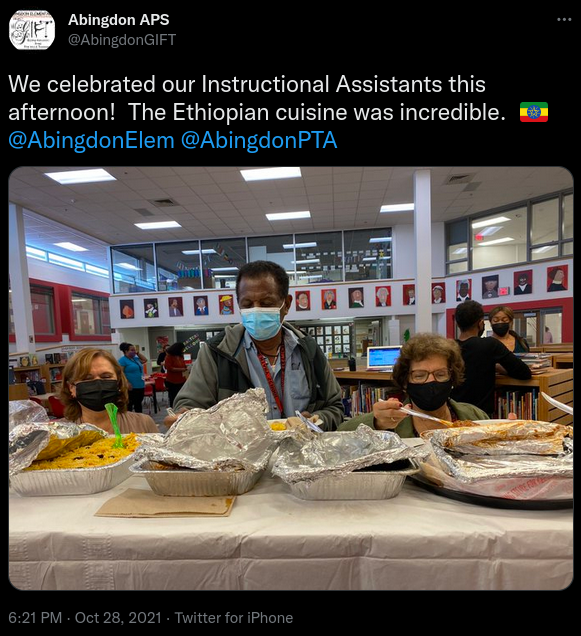 Abingdon APS
@AbingdonGIFT
We celebrated our Instructional Assistants this
afternoon!  The Ethiopian cuisine was incredible. 🇪🇹
@AbingdonElem @AbingdonPTA
6:21 PM · Oct 28, 2021 · Twitter for iPhone